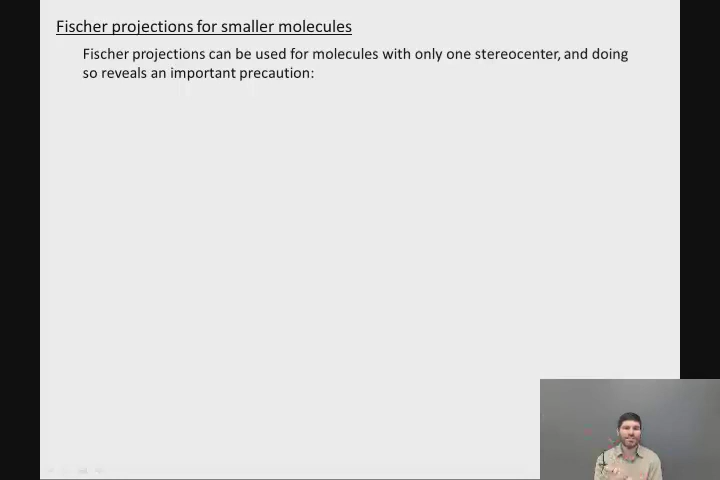 Fischer projections for smaller molecules
Fischer projections can be used for molecules with only one stereocenter, and doing
so reveals an important precaution: